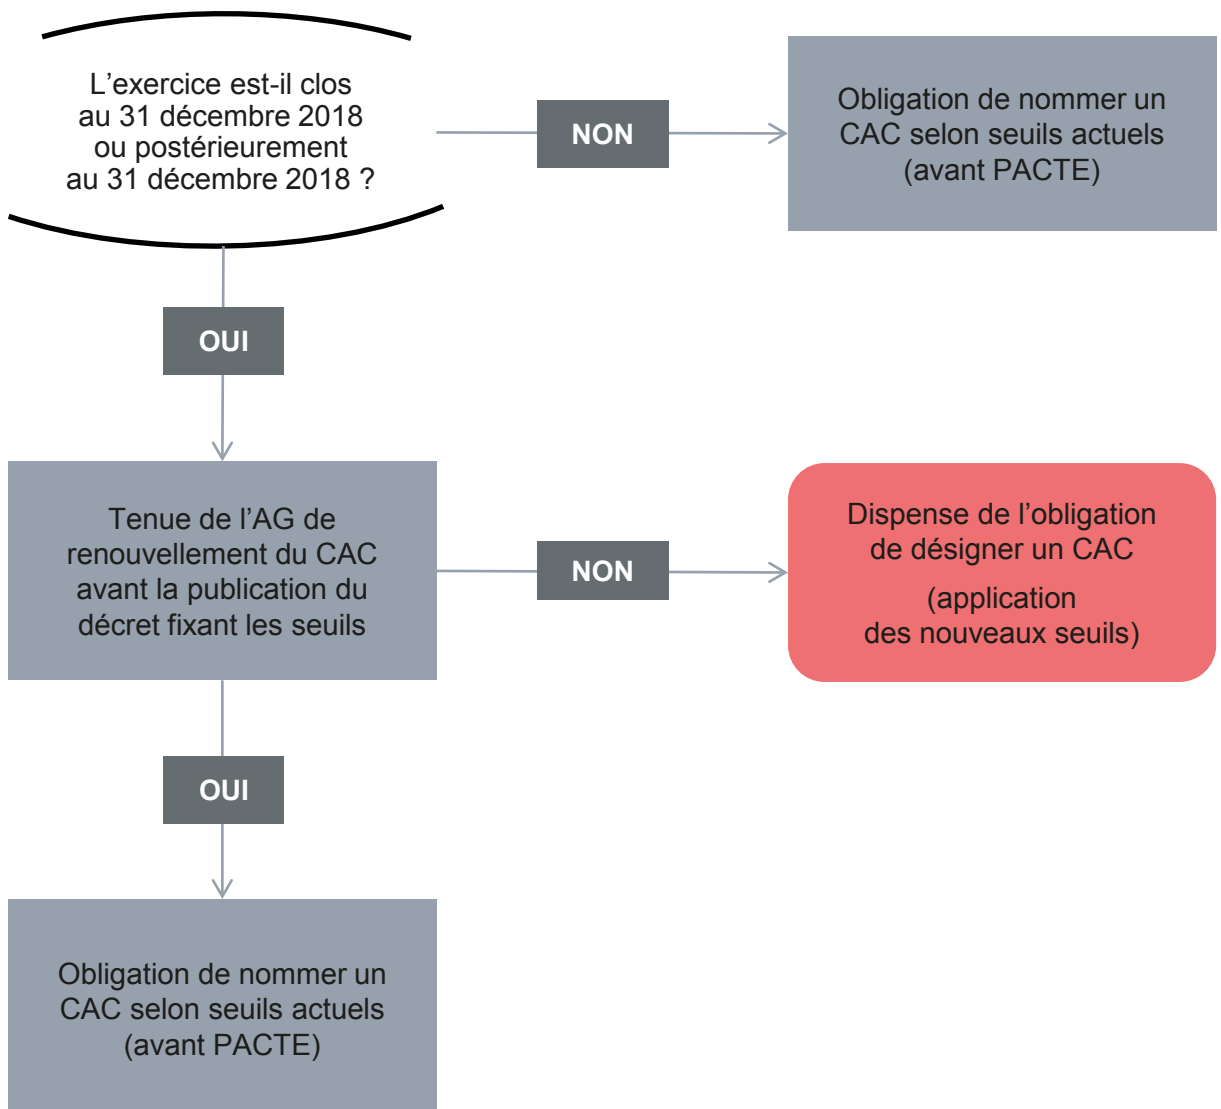 L’exercice est-il clos
au 31 décembre 2018
ou postérieurement
au 31 décembre 2018 ?
NON
Obligation de nommer un
CAC selon seuils actuels
(avant PACTE)
OUI
Tenue de l’AG de
renouvellement du CAC
avant la publication du
décret fixant les seuils
NON
Dispense de l’obligation
de désigner un CAC
(application
des nouveaux seuils)
OUI
Obligation de nommer un
CAC selon seuils actuels
(avant PACTE)